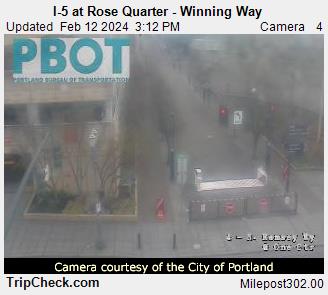 I-5 at Rose Quarter - Winning Way
Updated Feb 12 2024 3:12 PM Camera 4
PBOT
PORTLAND BUREAU OF TRANSPORTATION
Camera courtesy of the City of Portland
TripCheck.com Milepost302.00